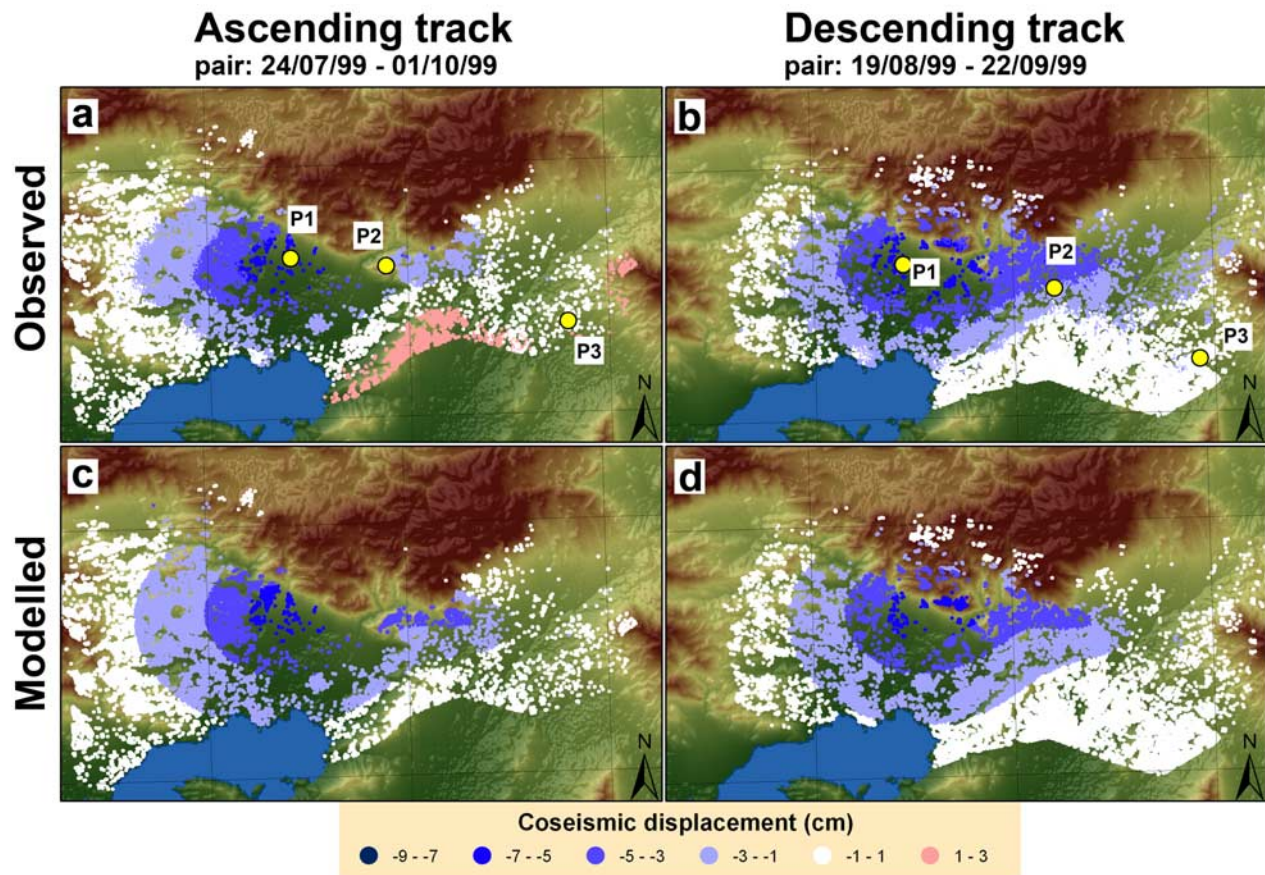 Ascending track
pair: 24/07/99 - 01/10/99
Descending track
pair: 19/08/99 - 22/09/99
Observed
a
P1
P2
P3
N
b
P1
P2
P3
N
Modelled
c
N
d
N
Coseismic displacement (cm)
-9 - -7
-7 - -5
-5 - -3
-3 - -1
-1 - 1
1 - 3